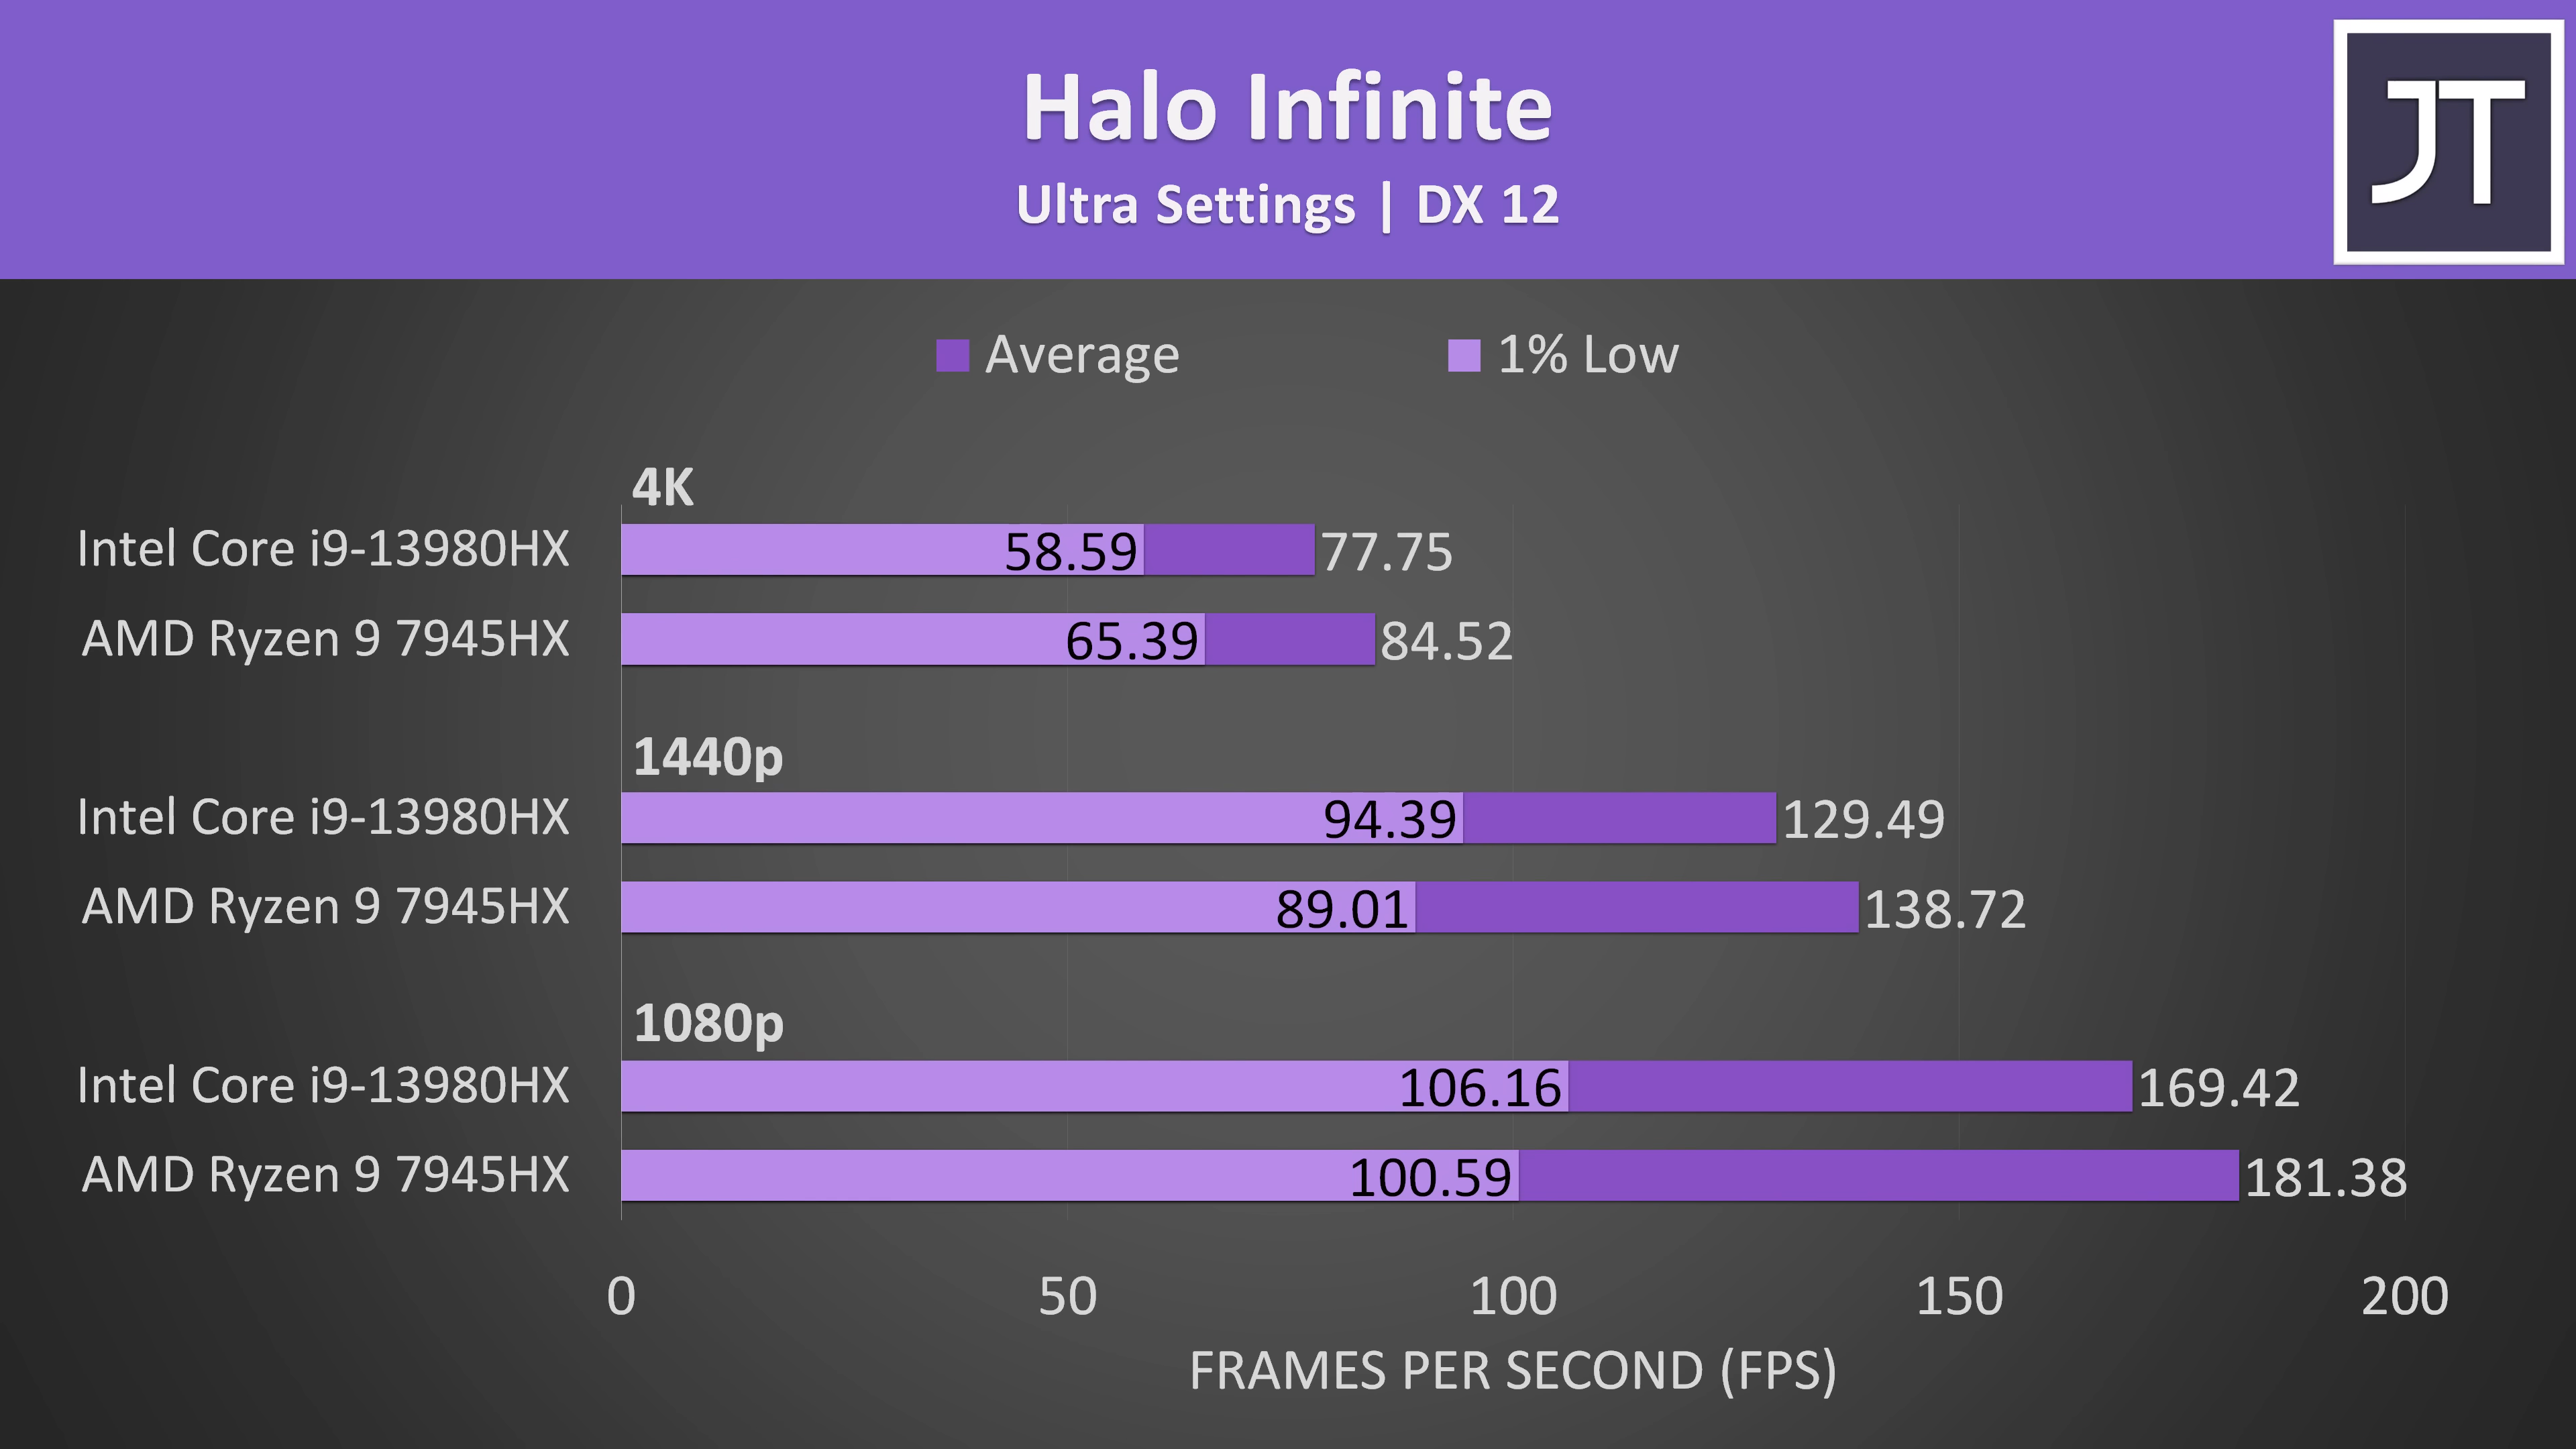 Halo Infinite
Ultra Settings | DX 12
JT
Average 1% Low
4K
Intel Core i9-13980HX 58.59 77.75
AMD Ryzen 9 7945HX 65.39 84.52
1440p
Intel Core i9-13980HX 94.39 129.49
AMD Ryzen 9 7945HX 89.01 138.72
1080p
Intel Core i9-13980HX 106.16 169.42
AMD Ryzen 9 7945HX 100.59 181.38
0 50 100 150 200
FRAMES PER SECOND (FPS)